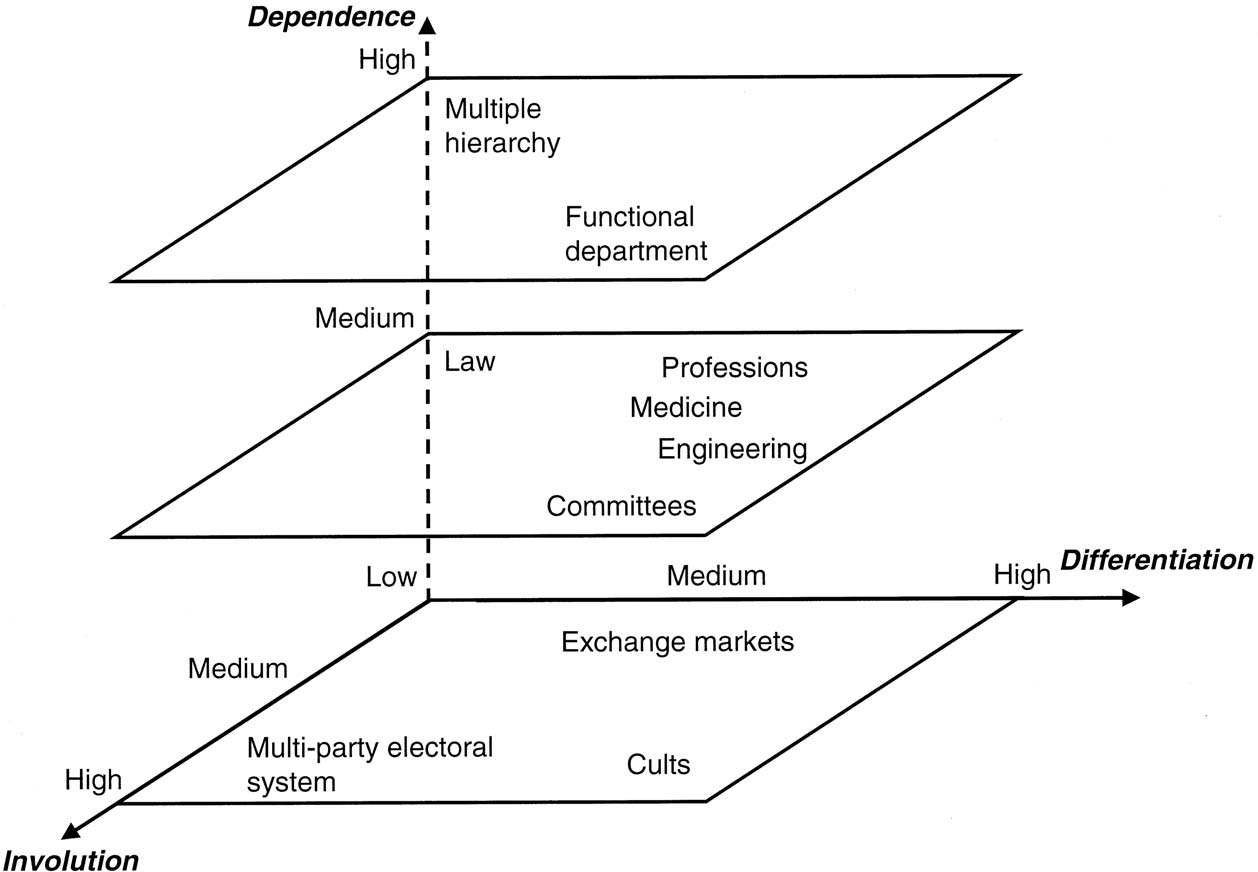 Dependence
High
Multiple
hierarchy
Functional
department
Medium
Law
Professions
Medicine
Engineering
Committees
Low
Medium
High
Differentiation
Exchange markets
Medium
Multi-party electoral
system
Cults
High
Involution